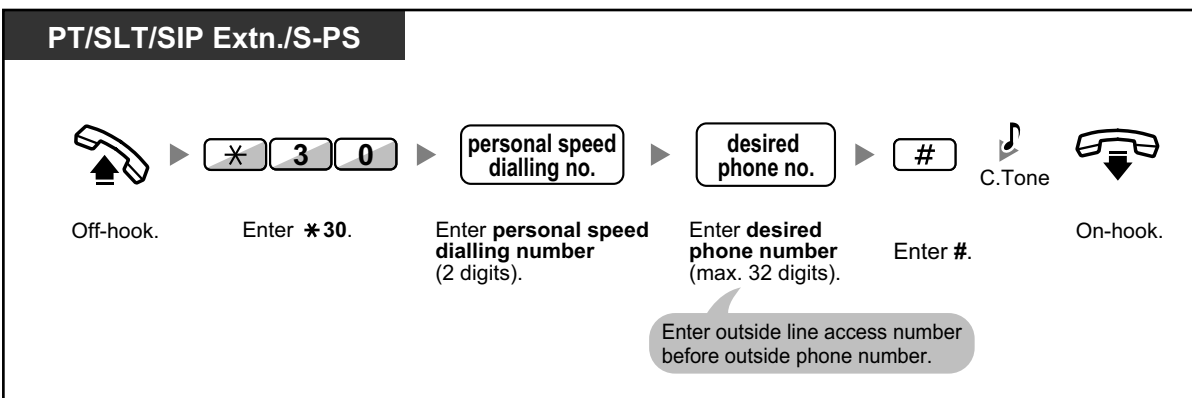 PT/SLT/SIP Extn./S-PS
* 3 0
personal speed
dialling no.
desired
phone no.
#
C.Tone
Off-hook.
Enter *30.
Enter personal speed
dialling number
(2 digits).
Enter desired
phone number
(max. 32 digits).
Enter #.
On-hook.
Enter outside line access number
before outside phone number.